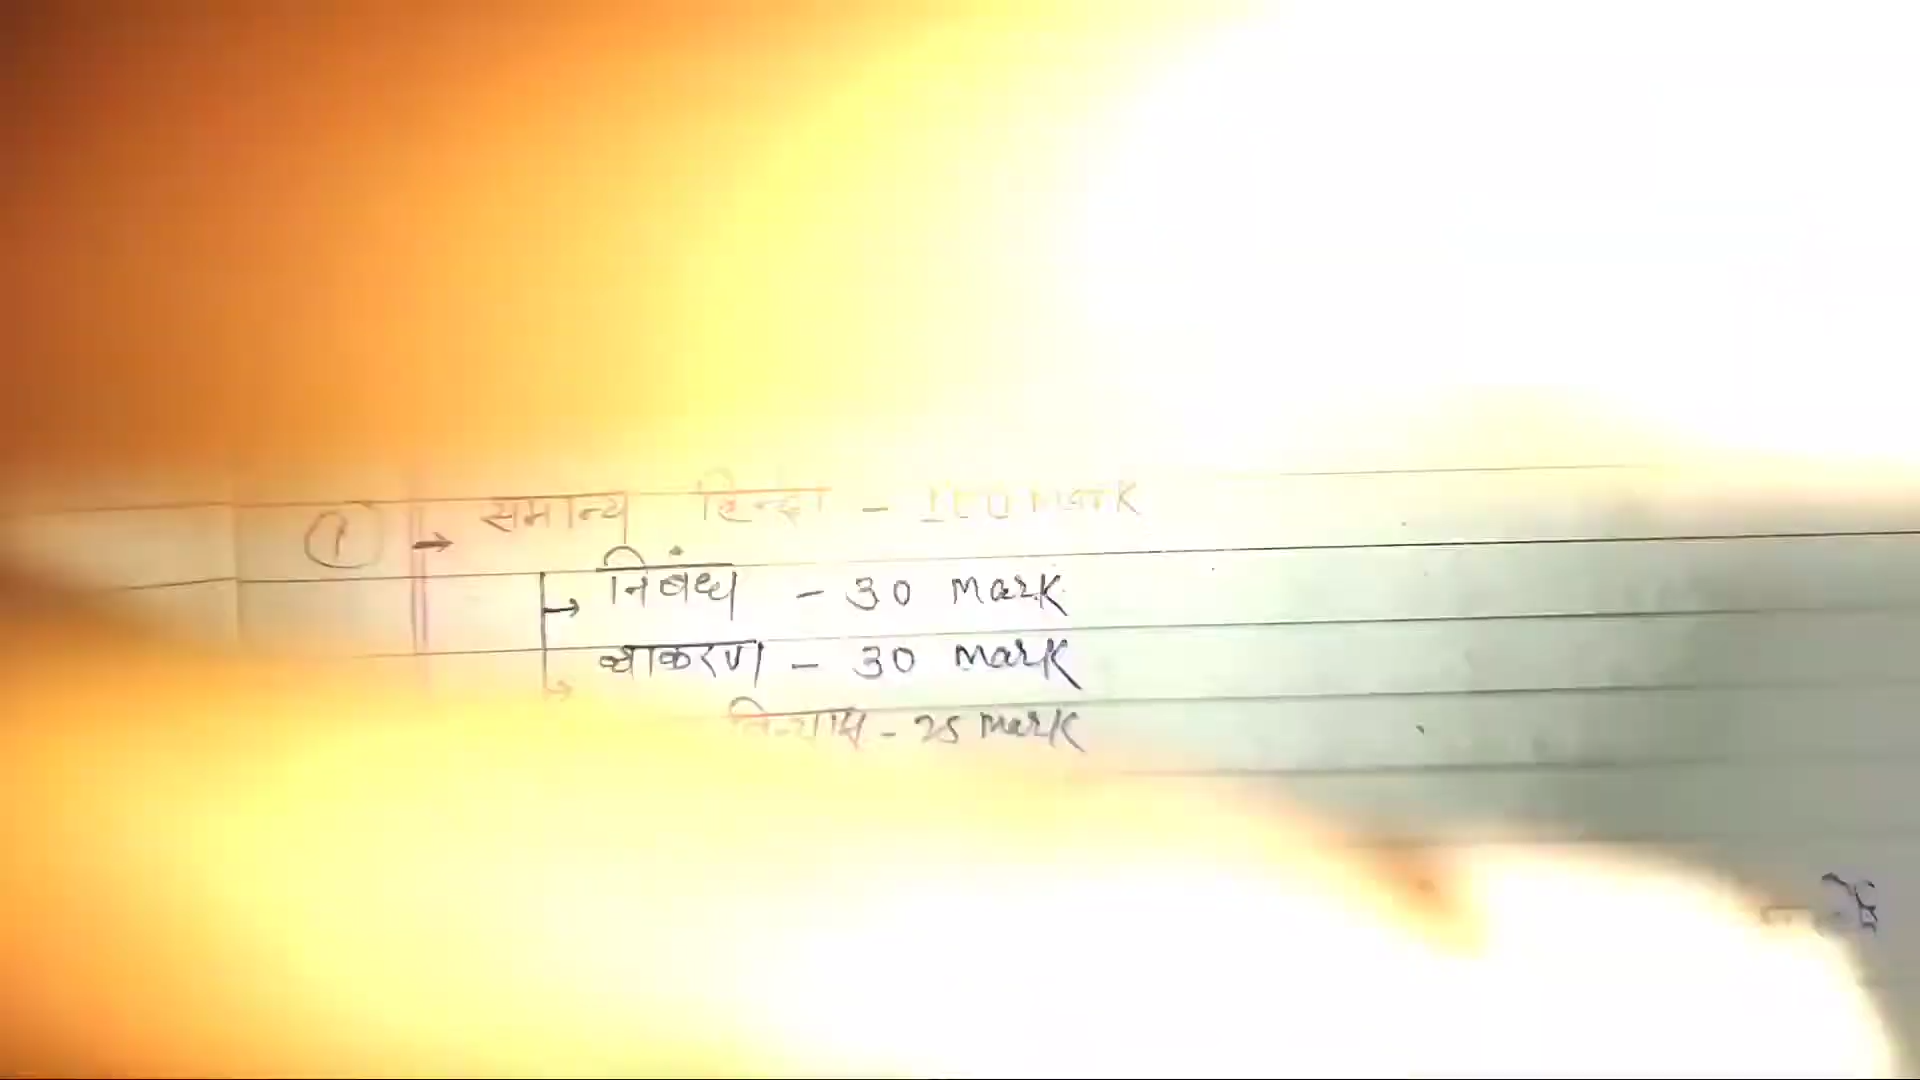 ① → समान्य हिन्दी - 100 Mark
→ निबंध - 30 Mark
→ व्याकरण - 30 Mark
विन्यास - 25 Mark